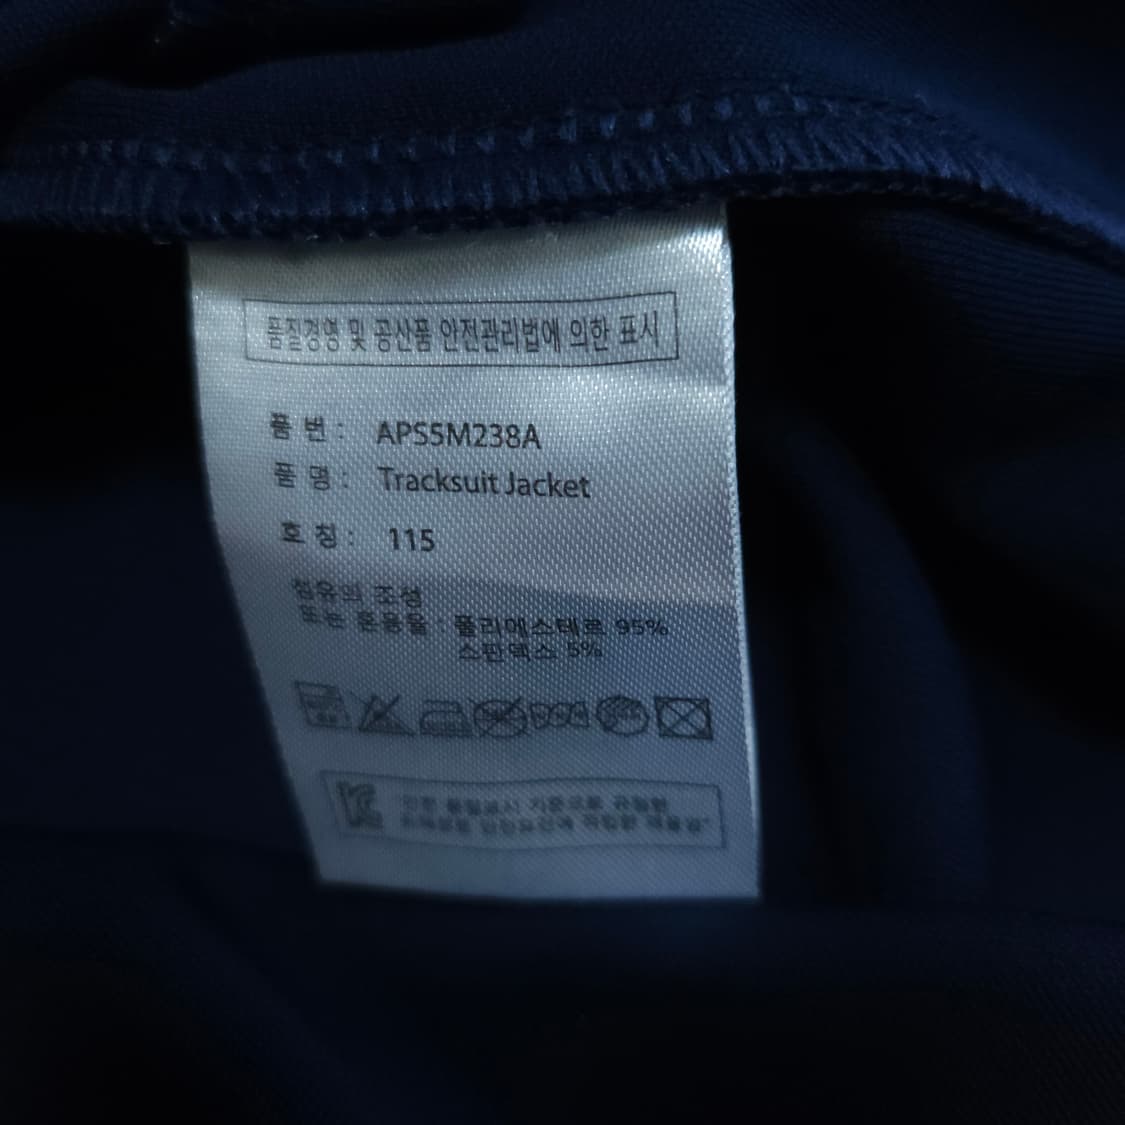 품질경영 및 공산품 안전관리법에 의한 표시
품 번 : APS5M238A
품 명 : Tracksuit Jacket
호 칭 : 115
섬유의 조성
또는 혼용율 : 폴리에스테르 95%
스판덱스 5%